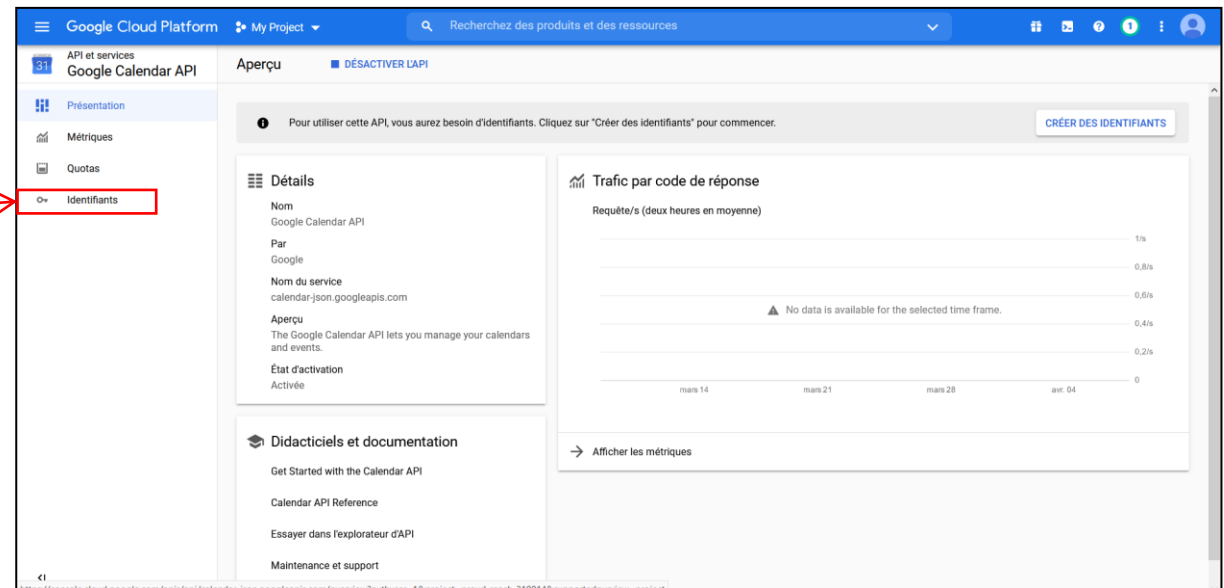 Google Cloud Platform
My Project
Recherchez des produits et des ressources
1
31
API et services
Google Calendar API
Aperçu
DÉSACTIVER L'API
Présentation
Métriques
Quotas
Identifiants
Pour utiliser cette API, vous aurez besoin d'identifiants. Cliquez sur "Créer des identifiants" pour commencer.
CRÉER DES IDENTIFIANTS
Détails
Nom
Google Calendar API
Par
Google
Nom du service
calendar-json.googleapis.com
Aperçu
The Google Calendar API lets you manage your calendars
and events.
État d'activation
Activée
Trafic par code de réponse
Requête/s (deux heures en moyenne)
1/s
0,8/s
0,6/s
No data is available for the selected time frame.
0,4/s
0,2/s
0
mars 14 mars 21 mars 28 avr. 04
Afficher les métriques
Didacticiels et documentation
Get Started with the Calendar API
Calendar API Reference
Essayer dans l'explorateur d'API
Maintenance et support